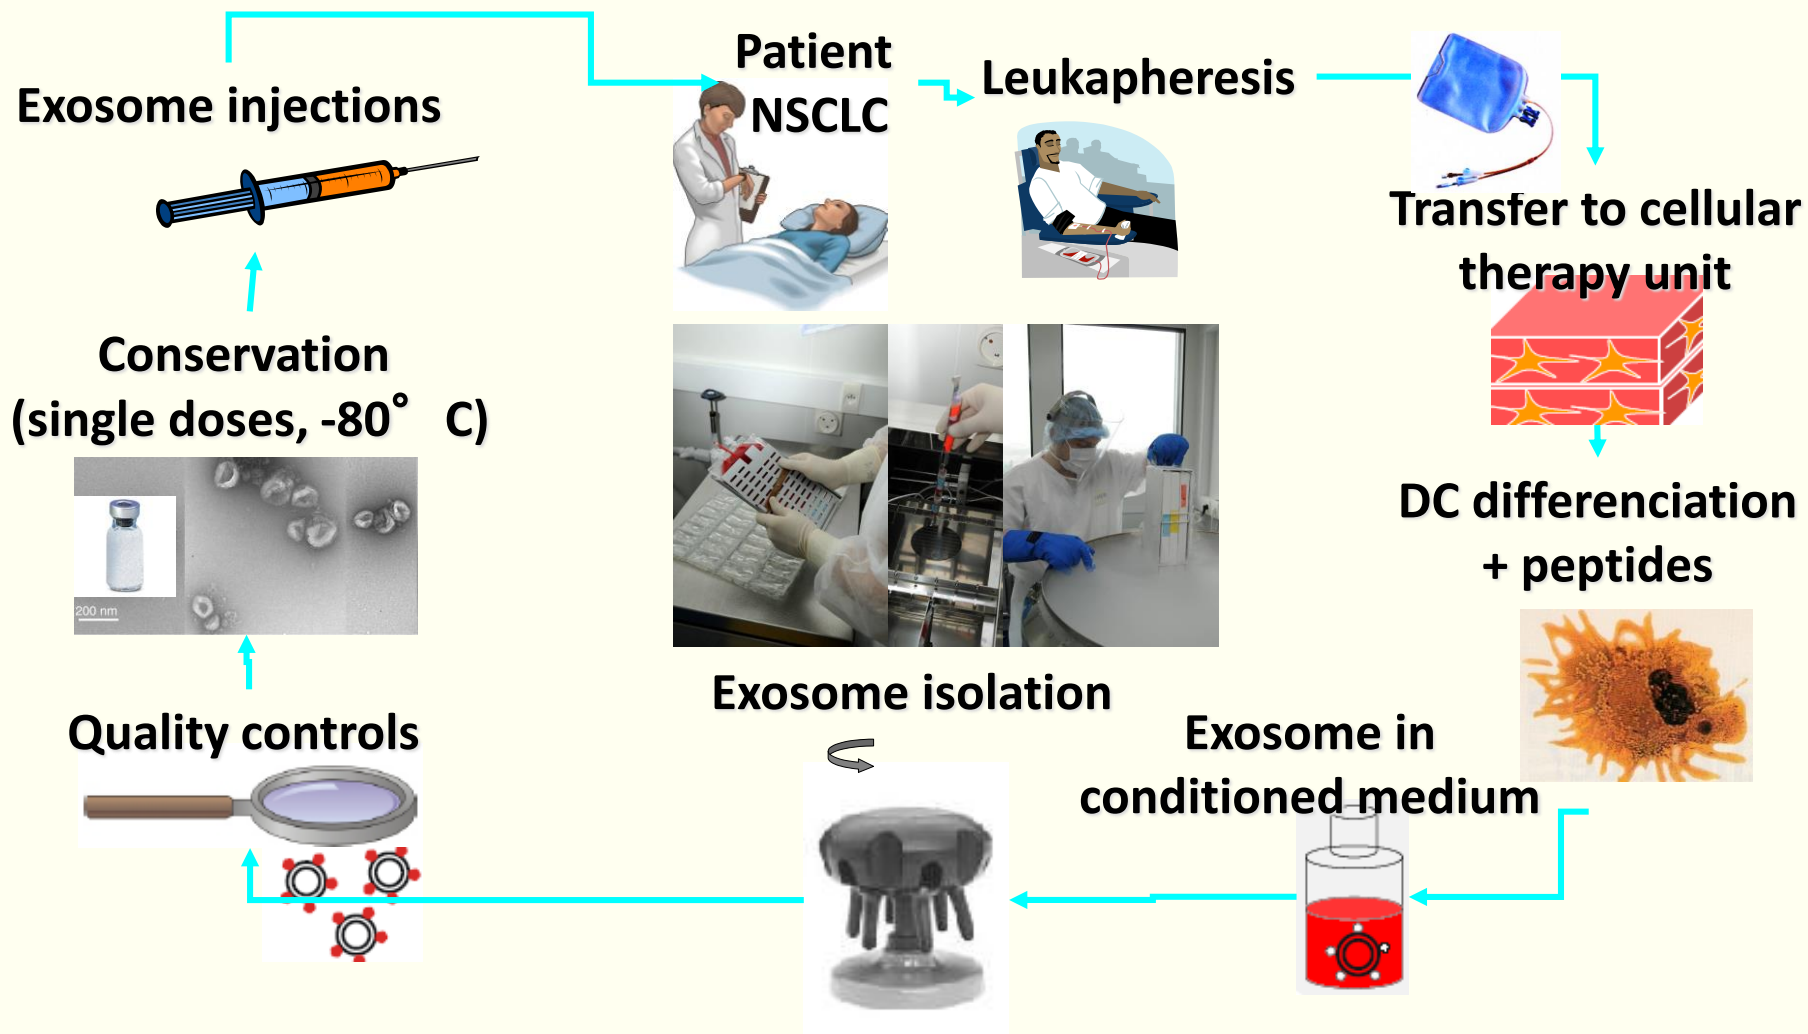 Patient
NSCLC
Leukapheresis
Transfer to cellular
therapy unit
DC differenciation
+ peptides
Exosome in
conditioned medium
Exosome isolation
Quality controls
Conservation
(single doses, -80° C)
200 nm
Exosome injections